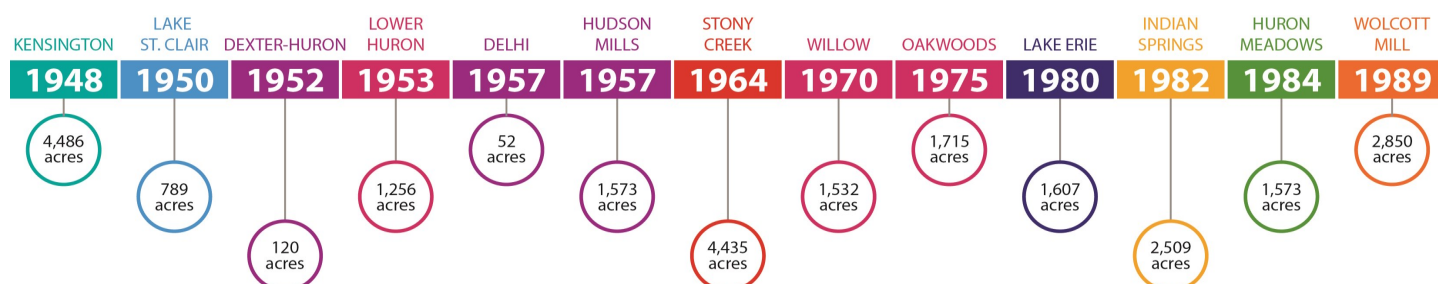 KENSINGTON
1948
4,486
acres
LAKE
ST. CLAIR
1950
789
acres
DEXTER-HURON
1952
120
acres
LOWER
HURON
1953
1,256
acres
DELHI
1957
52
acres
HUDSON
MILLS
1957
1,573
acres
STONY
CREEK
1964
4,435
acres
WILLOW
1970
1,532
acres
OAKWOODS
1975
1,715
acres
LAKE ERIE
1980
1,607
acres
INDIAN
SPRINGS
1982
2,509
acres
HURON
MEADOWS
1984
1,573
acres
WOLCOTT
MILL
1989
2,850
acres